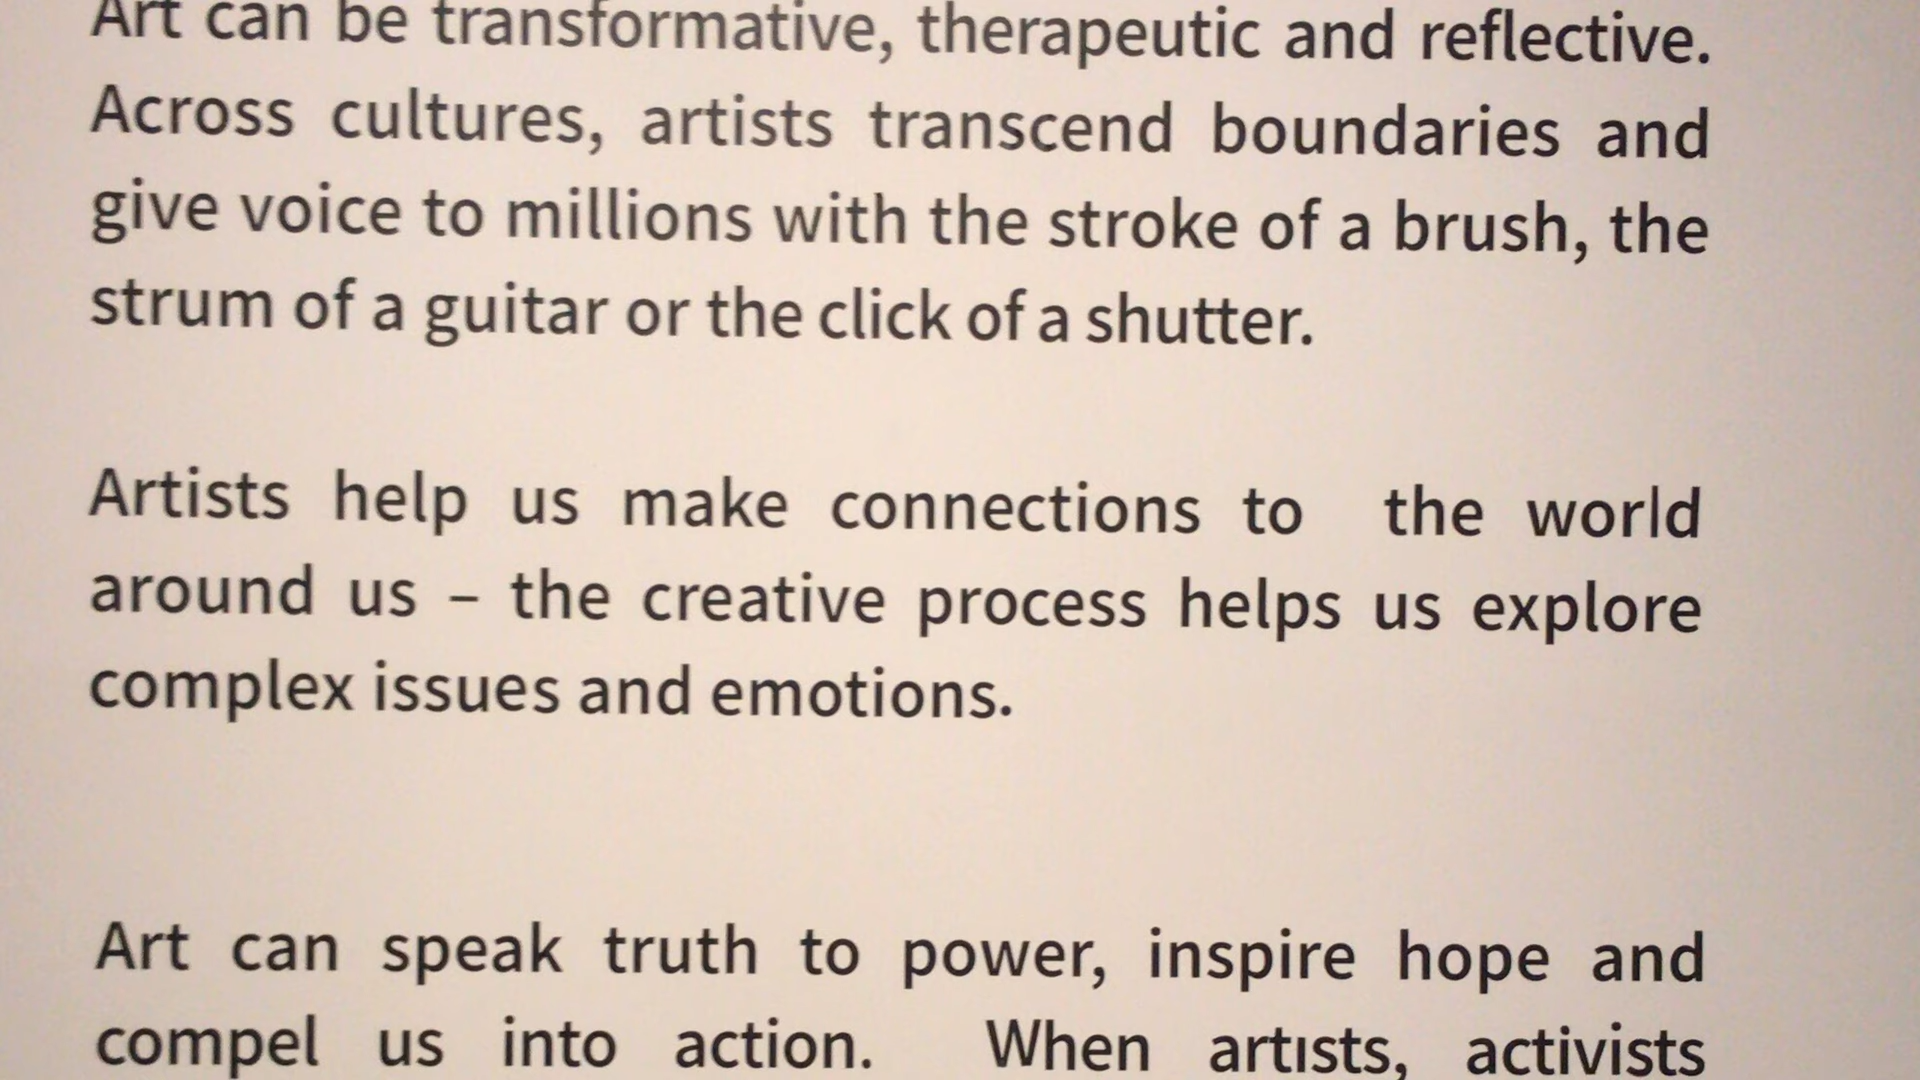 Art can be transformative, therapeutic and reflective.
Across cultures, artists transcend boundaries and
give voice to millions with the stroke of a brush, the
strum of a guitar or the click of a shutter.
Artists help us make connections to the world
around us – the creative process helps us explore
complex issues and emotions.
Art can speak truth to power, inspire hope and
compel us into action. When artists, activists